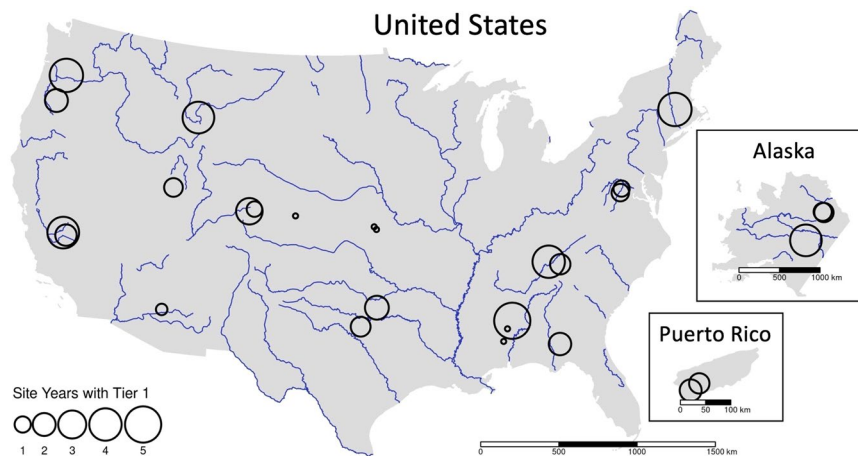 United States
Alaska
0 500 1000 km
Puerto Rico
0 50 100 km
Site Years with Tier 1
1 2 3 4 5
0 500 1000 1500 km